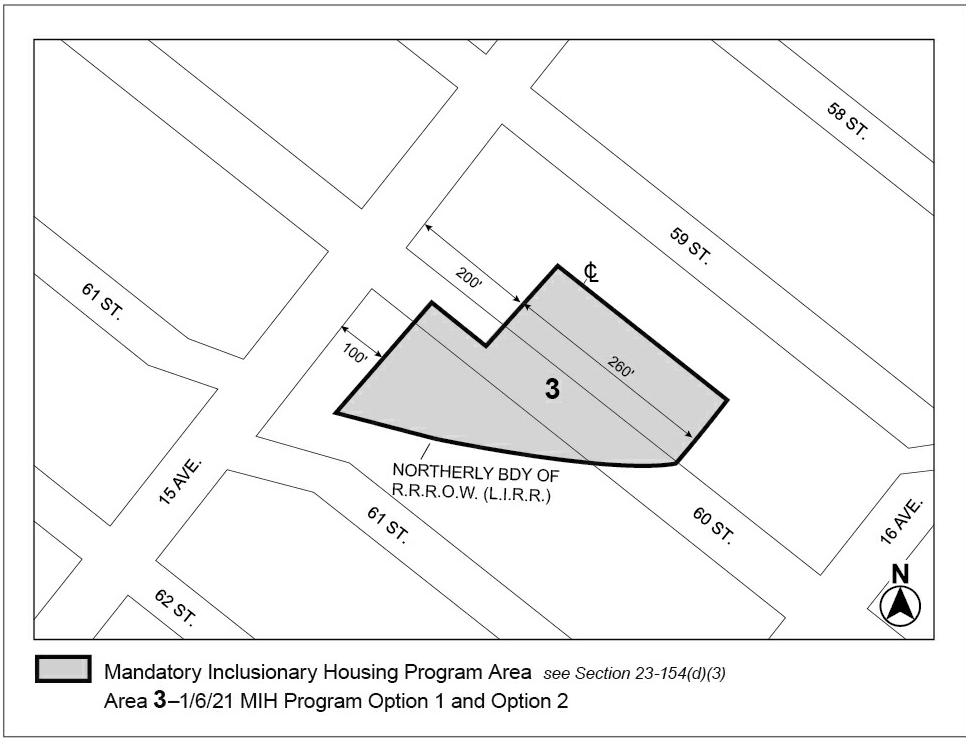 58 ST.
59 ST.
℄
200'
61 ST.
100'
260'
3
NORTHERLY BDY OF
R.R.R.O.W. (L.I.R.R.)
15 AVE.
61 ST.
60 ST.
16 AVE.
N
62 ST.
Mandatory Inclusionary Housing Program Area see Section 23-154(d)(3)
Area 3–1/6/21 MIH Program Option 1 and Option 2